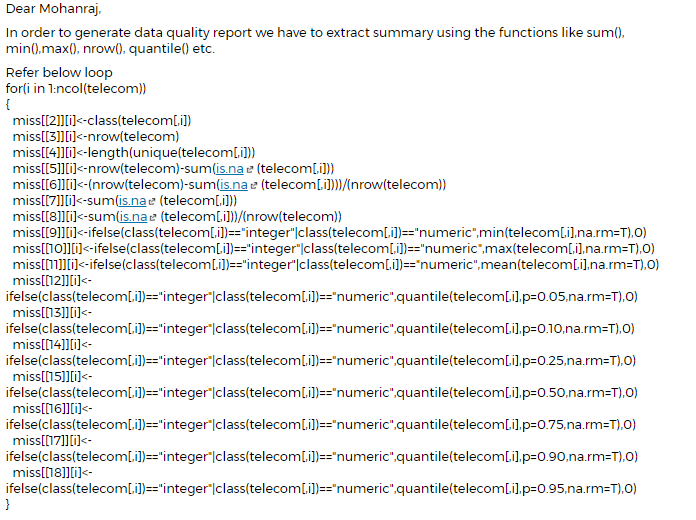 Dear Mohanraj,
In order to generate data quality report we have to extract summary using the functions like sum(),
min(),max(), nrow(), quantile() etc.
Refer below loop
for(i in 1:ncol(telecom))
{
miss[[2]][i]<-class(telecom[,i])
miss[[3]][i]<-nrow(telecom)
miss[[4]][i]<-length(unique(telecom[,i]))
miss[[5]][i]<-nrow(telecom)-sum(is.na (telecom[,i]))
miss[[6]][i]<-(nrow(telecom)-sum(is.na (telecom[,i])))/(nrow(telecom))
miss[[7]][i]<-sum(is.na (telecom[,i]))
miss[[8]][i]<-sum(is.na (telecom[,i]))/(nrow(telecom))
miss[[9]][i]<-ifelse(class(telecom[,i])=="integer"|class(telecom[,i])=="numeric",min(telecom[,i],na.rm=T),0)
miss[[10]][i]<-ifelse(class(telecom[,i])=="integer"|class(telecom[,i])=="numeric",max(telecom[,i],na.rm=T),0)
miss[[11]][i]<-ifelse(class(telecom[,i])=="integer"|class(telecom[,i])=="numeric",mean(telecom[,i],na.rm=T),0)
miss[[12]][i]<-
ifelse(class(telecom[,i])=="integer"|class(telecom[,i])=="numeric",quantile(telecom[,i],p=0.05,na.rm=T),0)
miss[[13]][i]<-
ifelse(class(telecom[,i])=="integer"|class(telecom[,i])=="numeric",quantile(telecom[,i],p=0.10,na.rm=T),0)
miss[[14]][i]<-
ifelse(class(telecom[,i])=="integer"|class(telecom[,i])=="numeric",quantile(telecom[,i],p=0.25,na.rm=T),0)
miss[[15]][i]<-
ifelse(class(telecom[,i])=="integer"|class(telecom[,i])=="numeric",quantile(telecom[,i],p=0.50,na.rm=T),0)
miss[[16]][i]<-
ifelse(class(telecom[,i])=="integer"|class(telecom[,i])=="numeric",quantile(telecom[,i],p=0.75,na.rm=T),0)
miss[[17]][i]<-
ifelse(class(telecom[,i])=="integer"|class(telecom[,i])=="numeric",quantile(telecom[,i],p=0.90,na.rm=T),0)
miss[[18]][i]<-
ifelse(class(telecom[,i])=="integer"|class(telecom[,i])=="numeric",quantile(telecom[,i],p=0.95,na.rm=T),0)
}